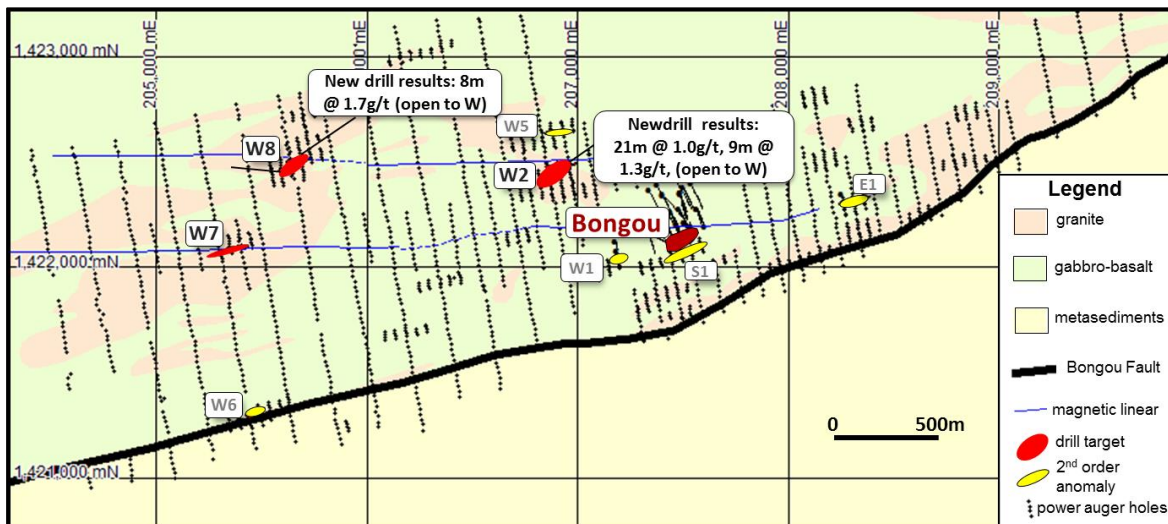 205,000 mE
207,000 mE
208,000 mE
209,000 mE
1,423,000 mN
New drill results: 8m
@ 1.7g/t (open to W)
W5
Newdrill results:
21m @ 1.0g/t, 9m @
1.3g/t, (open to W)
W8
W2
E1
Bongou
W7
W1
S1
1,422,000 mN
W6
0 500m
1,421,000 mN
Legend
granite
gabbro-basalt
metasediments
Bongou Fault
magnetic linear
drill target
2nd order
anomaly
power auger holes